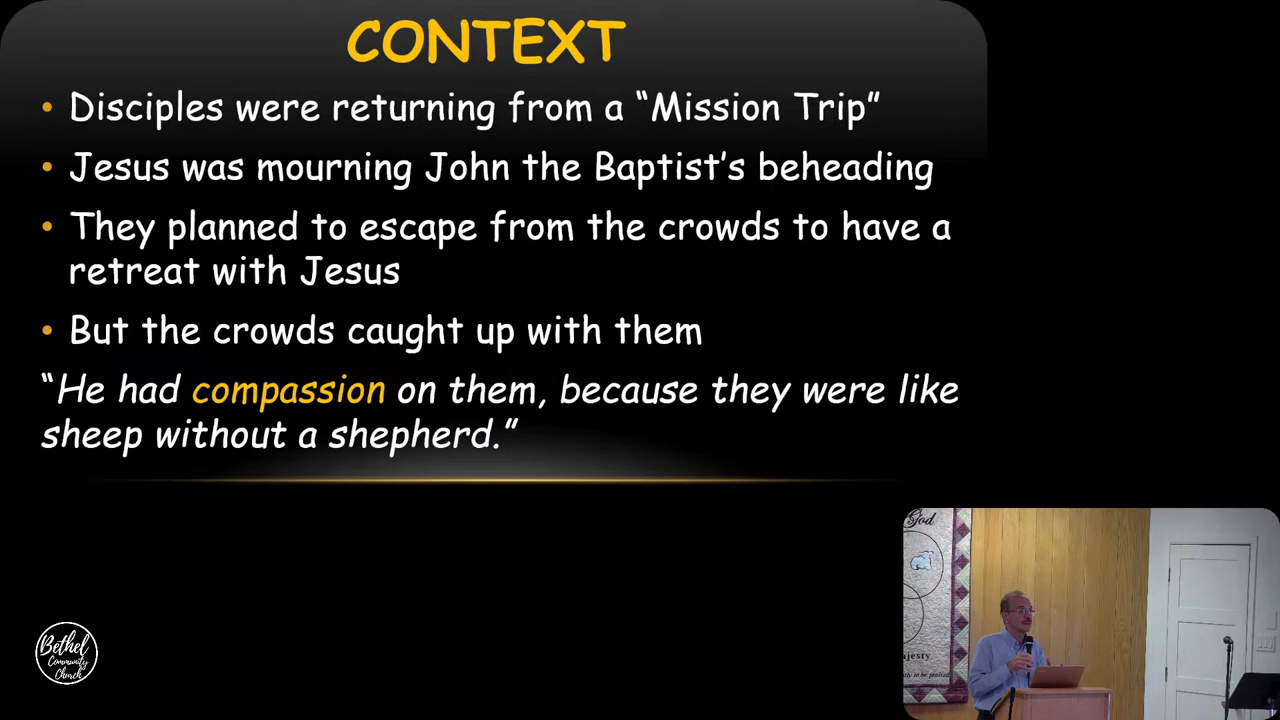 CONTEXT
• Disciples were returning from a “Mission Trip”
• Jesus was mourning John the Baptist’s beheading
• They planned to escape from the crowds to have a
retreat with Jesus
• But the crowds caught up with them
“He had compassion on them, because they were like
sheep without a shepherd.”
God
Bethel
Community
Church